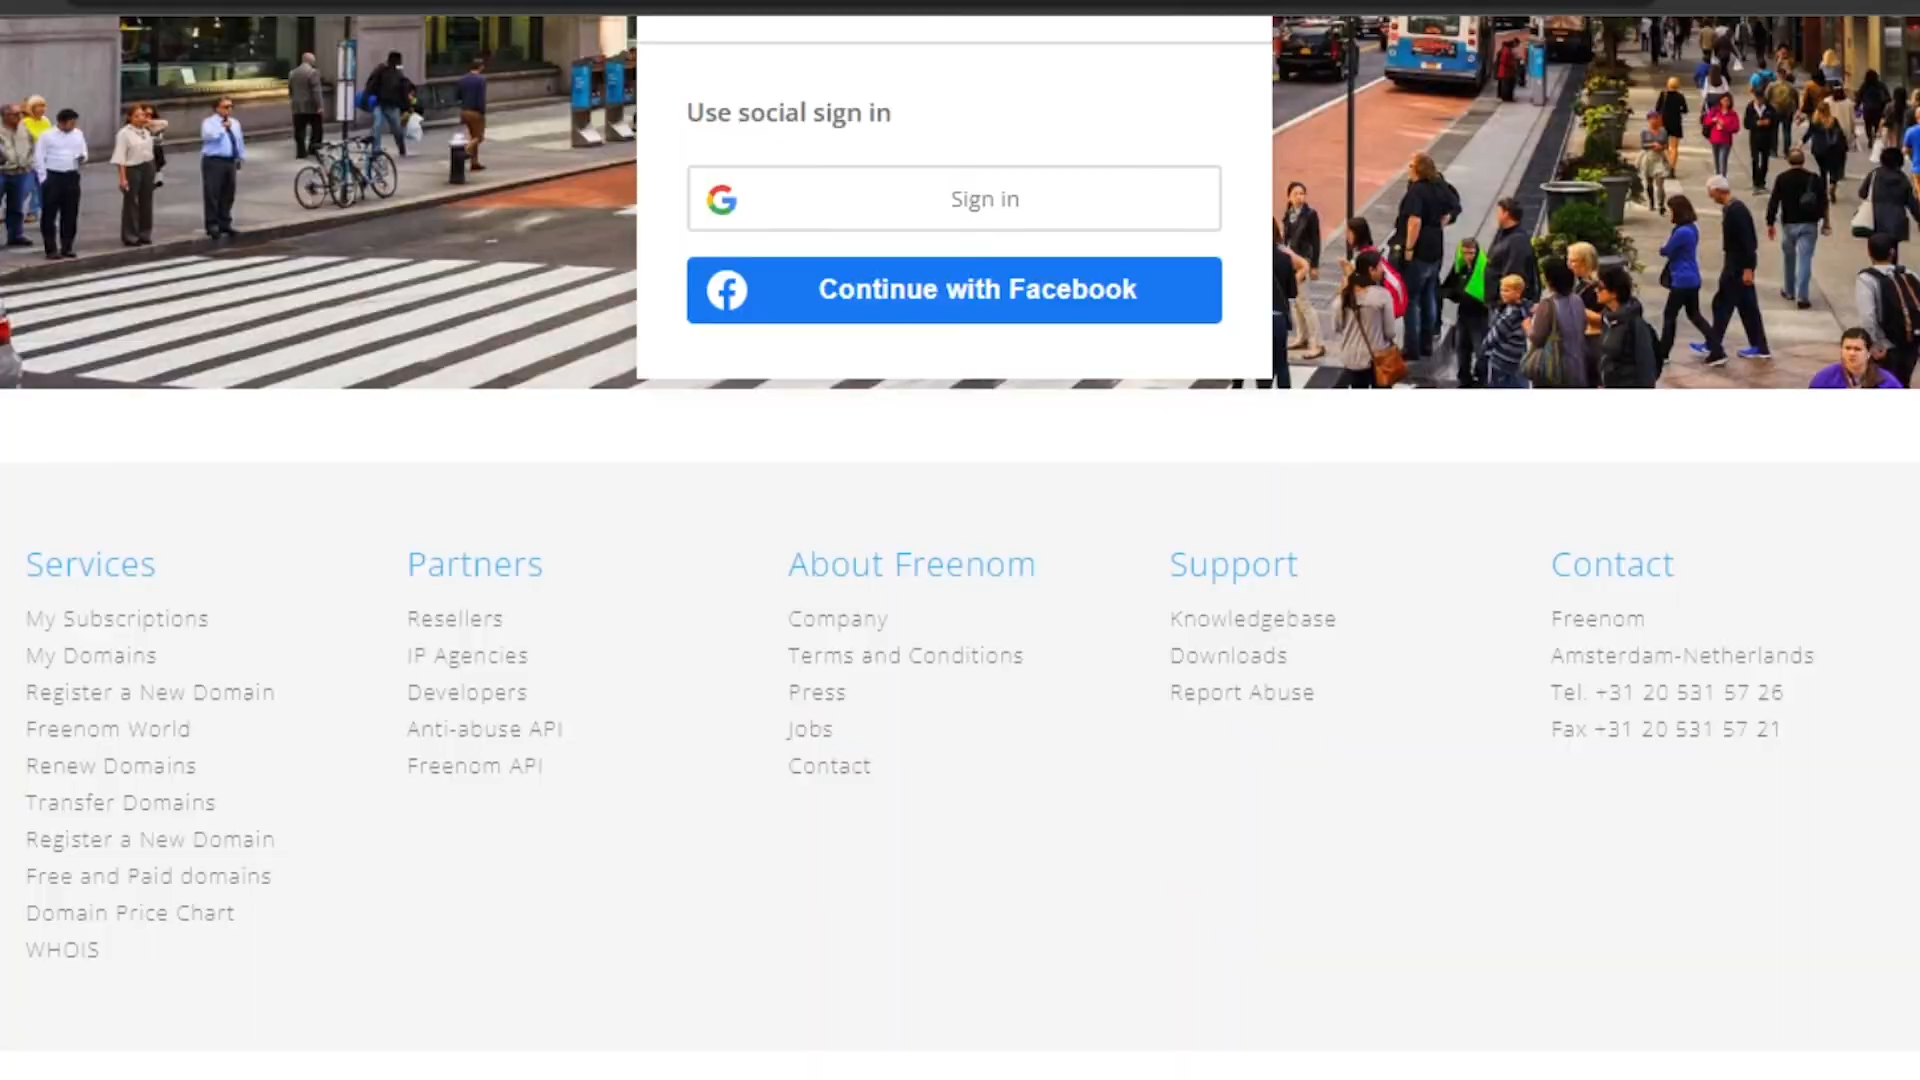 Use social sign in
Sign in
Continue with Facebook
Services
My Subscriptions
My Domains
Register a New Domain
Freenom World
Renew Domains
Transfer Domains
Register a New Domain
Free and Paid domains
Domain Price Chart
WHOIS
Partners
Resellers
IP Agencies
Developers
Anti-abuse API
Freenom API
About Freenom
Company
Terms and Conditions
Press
Jobs
Contact
Support
Knowledgebase
Downloads
Report Abuse
Contact
Freenom
Amsterdam-Netherlands
Tel. +31 20 531 57 26
Fax +31 20 531 57 21